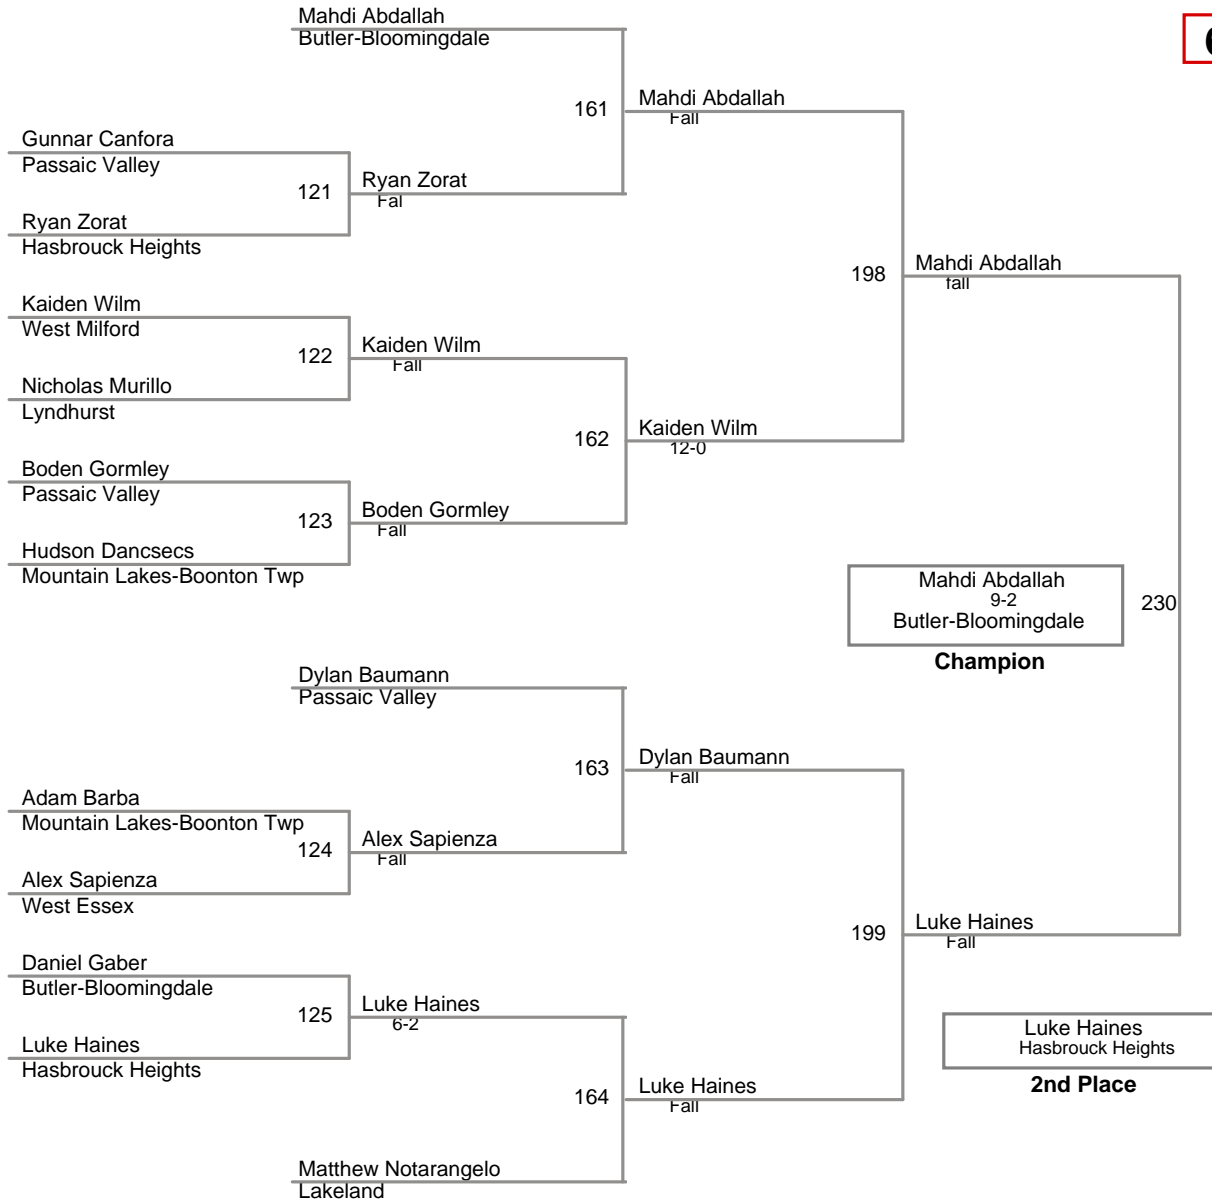 Mahdi Abdallah
Butler-Bloomingdale
161
Mahdi Abdallah
Fall
Gunnar Canfora
Passaic Valley
121
Ryan Zorat
Fal
Ryan Zorat
Hasbrouck Heights
198
Mahdi Abdallah
fall
Kaiden Wilm
West Milford
122
Kaiden Wilm
Fall
Nicholas Murillo
Lyndhurst
162
Kaiden Wilm
12-0
Boden Gormley
Passaic Valley
123
Boden Gormley
Fall
Hudson Dancsecs
Mountain Lakes-Boonton Twp
Mahdi Abdallah
9-2
Butler-Bloomingdale
230
Champion
Dylan Baumann
Passaic Valley
163
Dylan Baumann
Fall
Adam Barba
Mountain Lakes-Boonton Twp
124
Alex Sapienza
Fall
Alex Sapienza
West Essex
199
Luke Haines
Fall
Daniel Gaber
Butler-Bloomingdale
125
Luke Haines
6-2
Luke Haines
Hasbrouck Heights
Luke Haines
Hasbrouck Heights
2nd Place
164
Luke Haines
Fall
Matthew Notarangelo
Lakeland